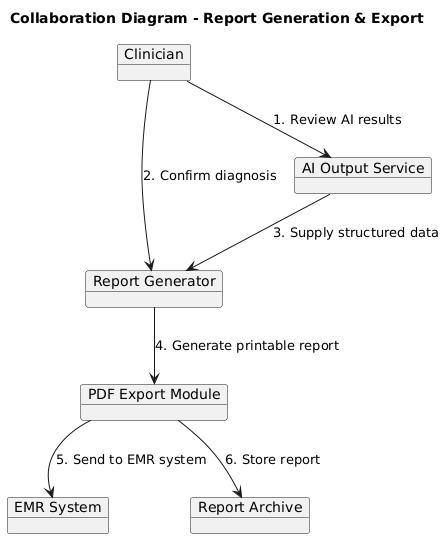 Collaboration Diagram - Report Generation & Export
Clinician
1. Review AI results
AI Output Service
2. Confirm diagnosis
3. Supply structured data
Report Generator
4. Generate printable report
PDF Export Module
5. Send to EMR system
6. Store report
EMR System
Report Archive